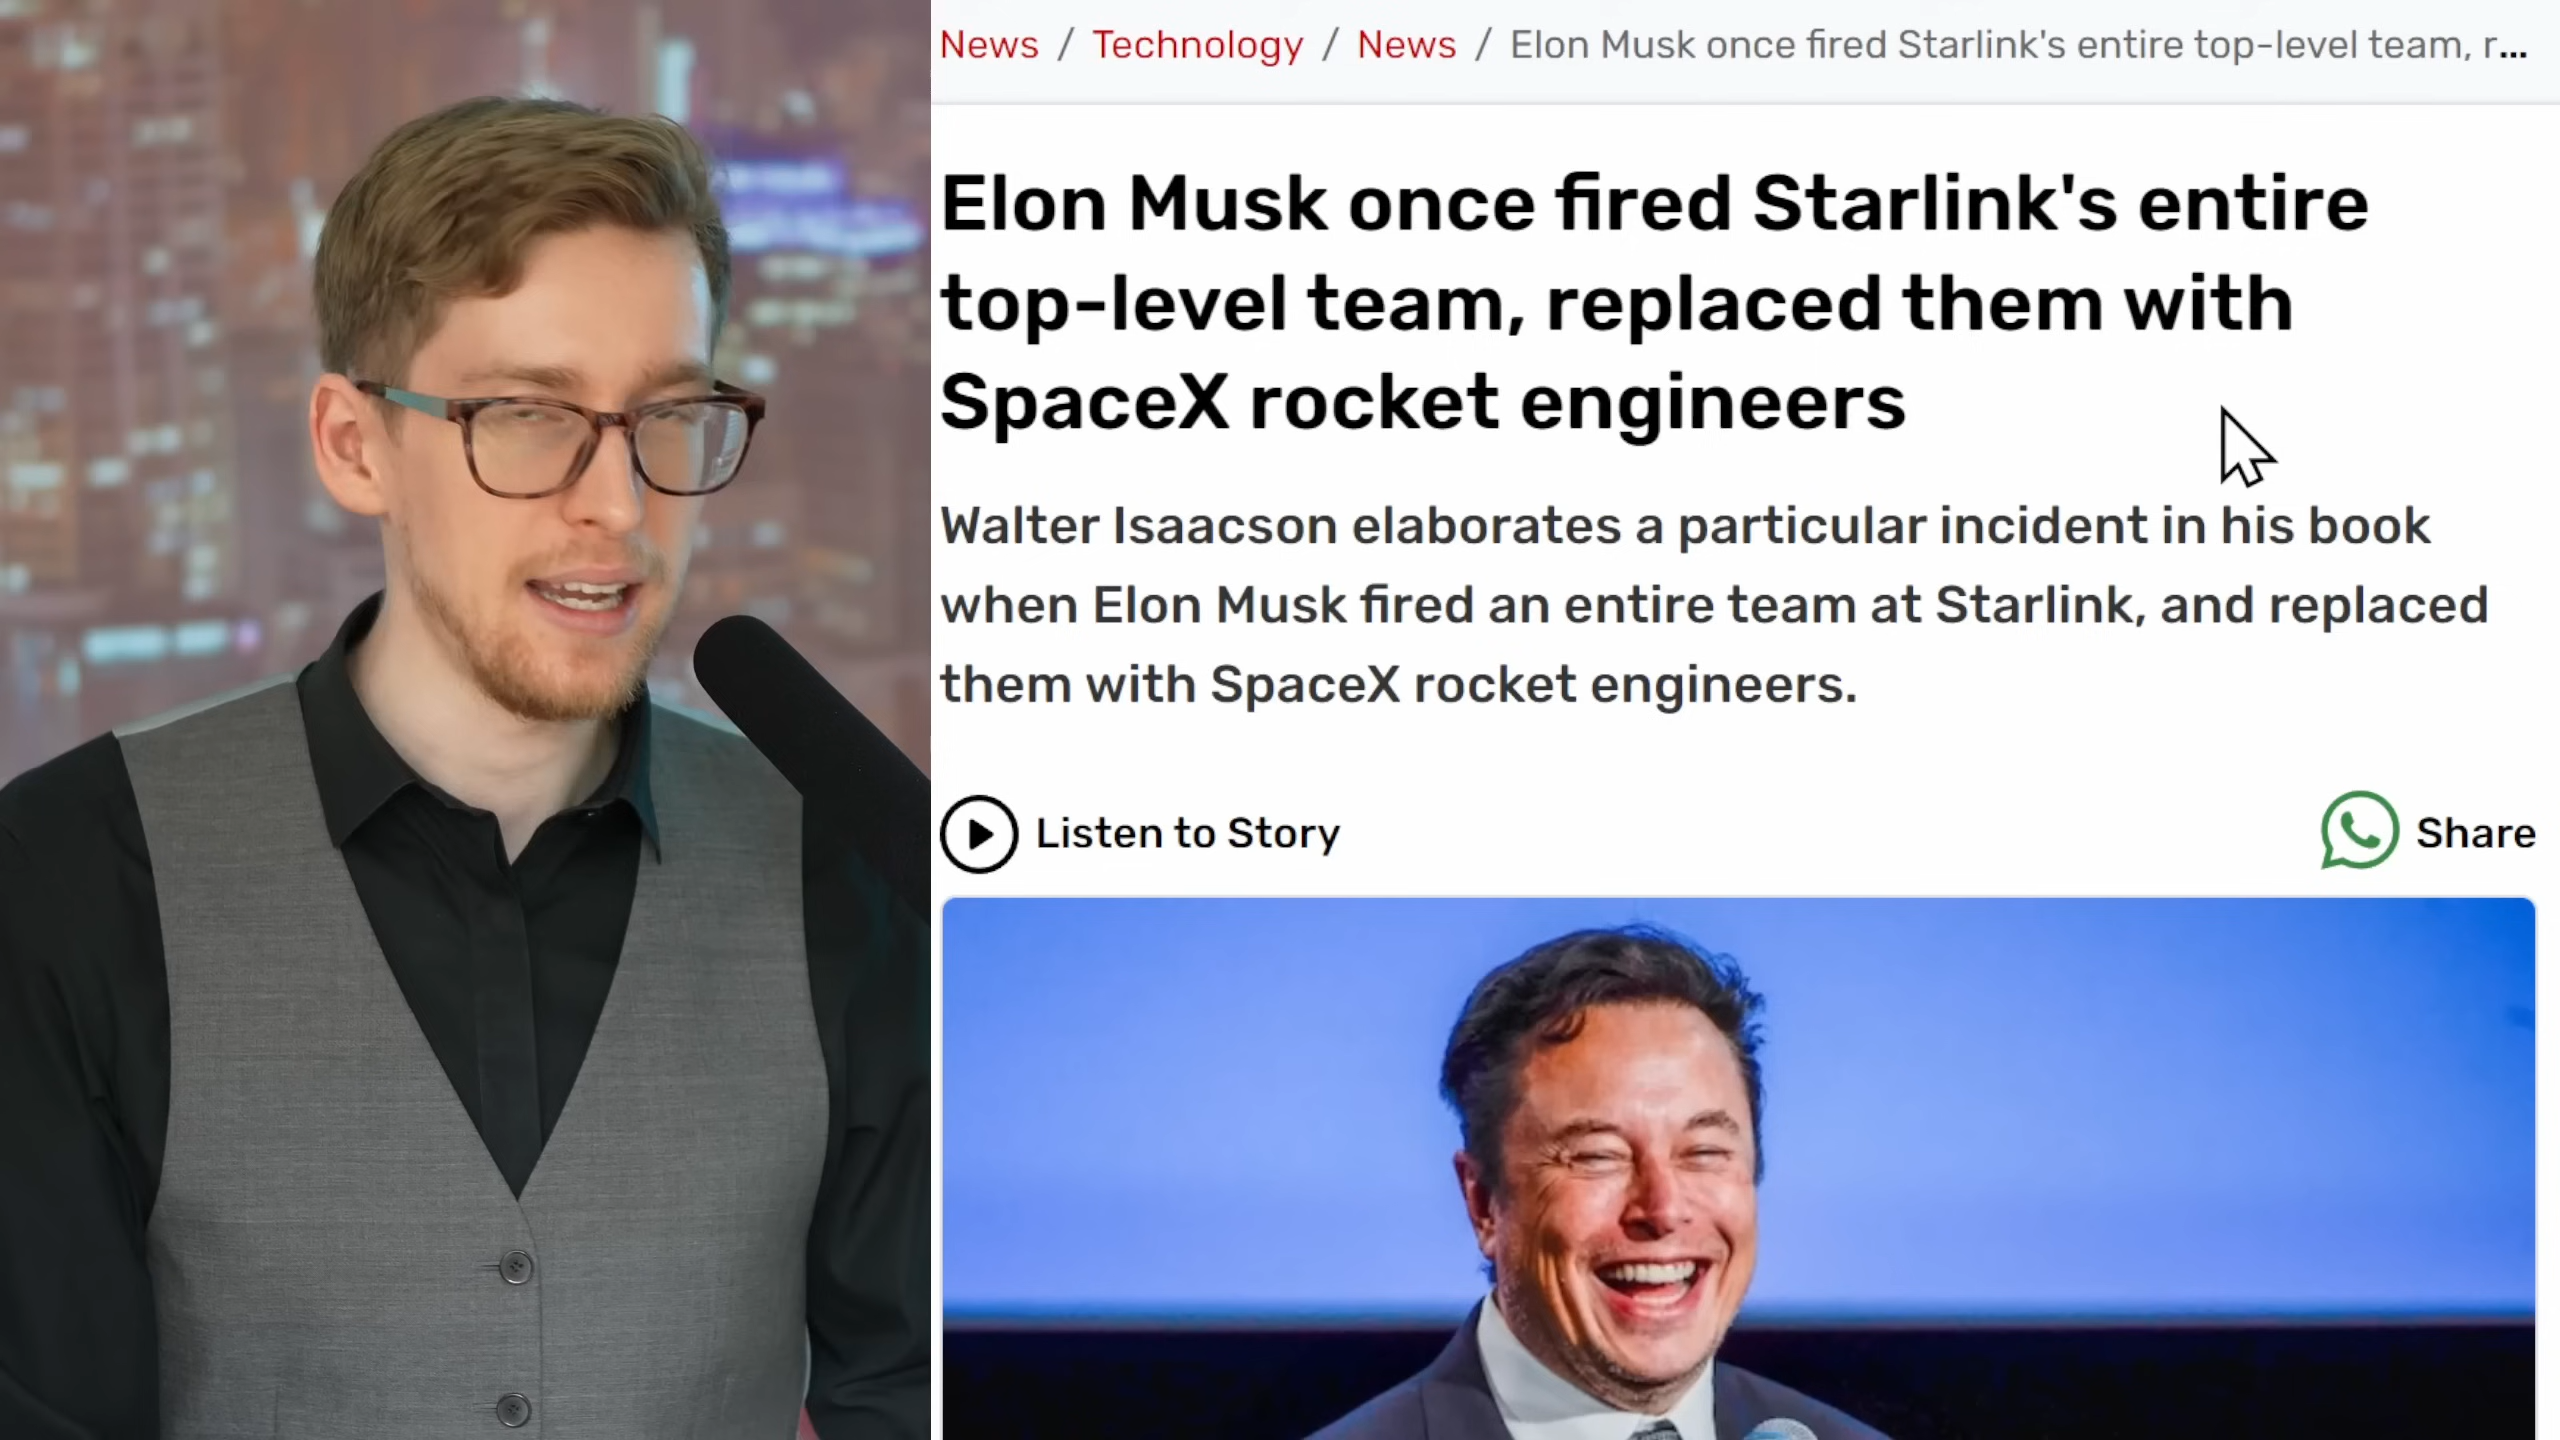 News / Technology / News / Elon Musk once fired Starlink's entire top-level team, r...
Elon Musk once fired Starlink's entire
top-level team, replaced them with
SpaceX rocket engineers
Walter Isaacson elaborates a particular incident in his book
when Elon Musk fired an entire team at Starlink, and replaced
them with SpaceX rocket engineers.
Listen to Story
Share